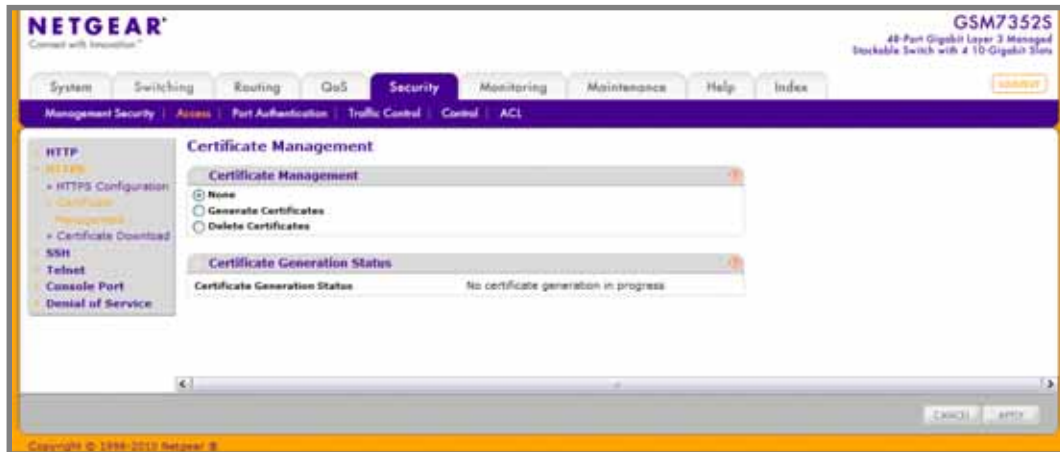 NETGEAR®
Connect with Innovation™
GSM7352S
48-Port Gigabit Layer 3 Managed
Stackable Switch with 4 10-Gigabit Slots
System Switching Routing QoS Security Monitoring Maintenance Help Index LOGOUT
Management Security | Access | Port Authentication | Traffic Control | Control | ACL
HTTP
HTTPS
» HTTPS Configuration
» Certificate
Management
» Certificate Download
SSH
Telnet
Console Port
Denial of Service
Certificate Management
Certificate Management
None
Generate Certificates
Delete Certificates
Certificate Generation Status
Certificate Generation Status No certificate generation in progress
CANCEL APPLY
Copyright © 1996-2010 Netgear ®